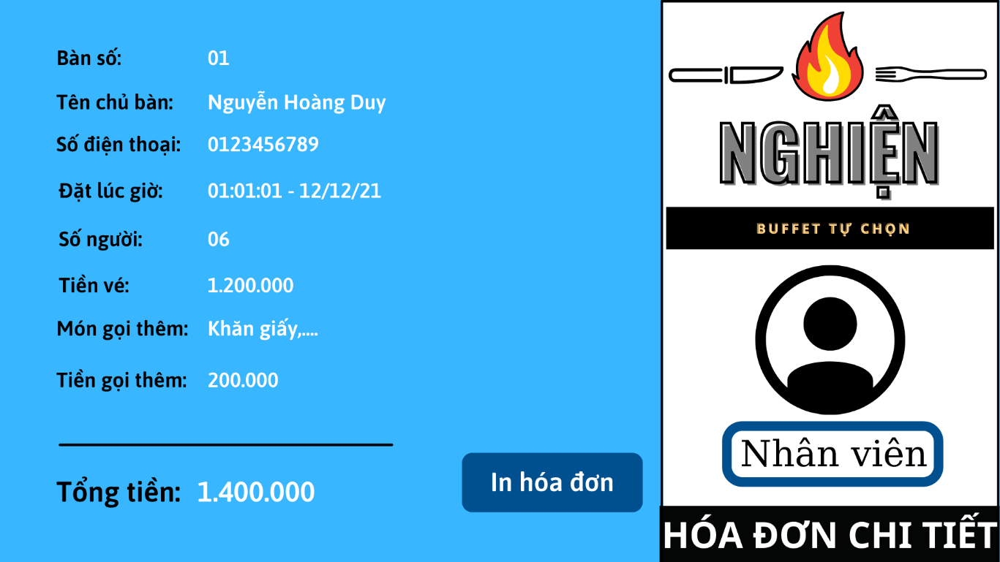 Bàn số: 01
Tên chủ bàn: Nguyễn Hoàng Duy
Số điện thoại: 0123456789
Đặt lúc giờ: 01:01:01 - 12/12/21
Số người: 06
Tiền vé: 1.200.000
Món gọi thêm: Khăn giấy,....
Tiền gọi thêm: 200.000
Tổng tiền: 1.400.000
In hóa đơn
NGHIỆN
BUFFET TỰ CHỌN
Nhân viên
HÓA ĐƠN CHI TIẾT